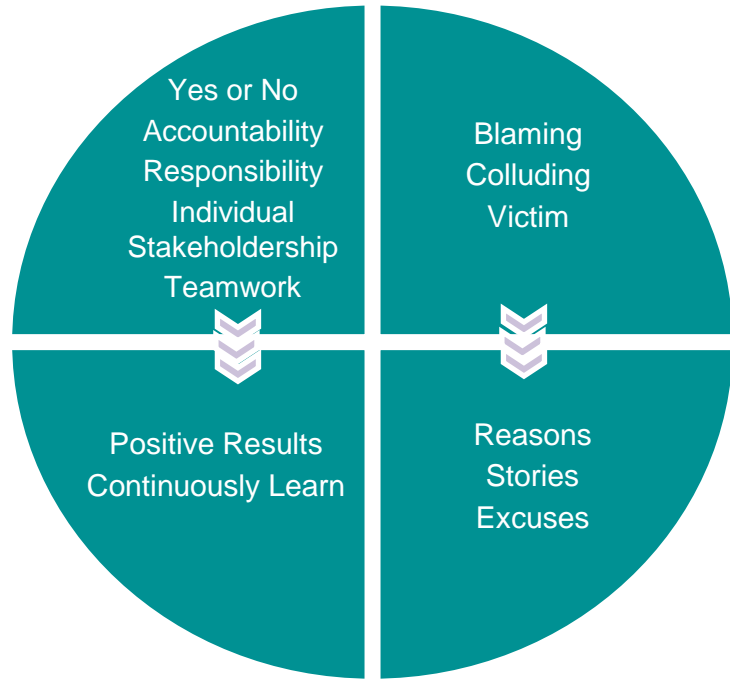 Yes or No
Accountability
Responsibility
Individual
Stakeholdership
Teamwork
Blaming
Colluding
Victim
Positive Results
Continuously Learn
Reasons
Stories
Excuses